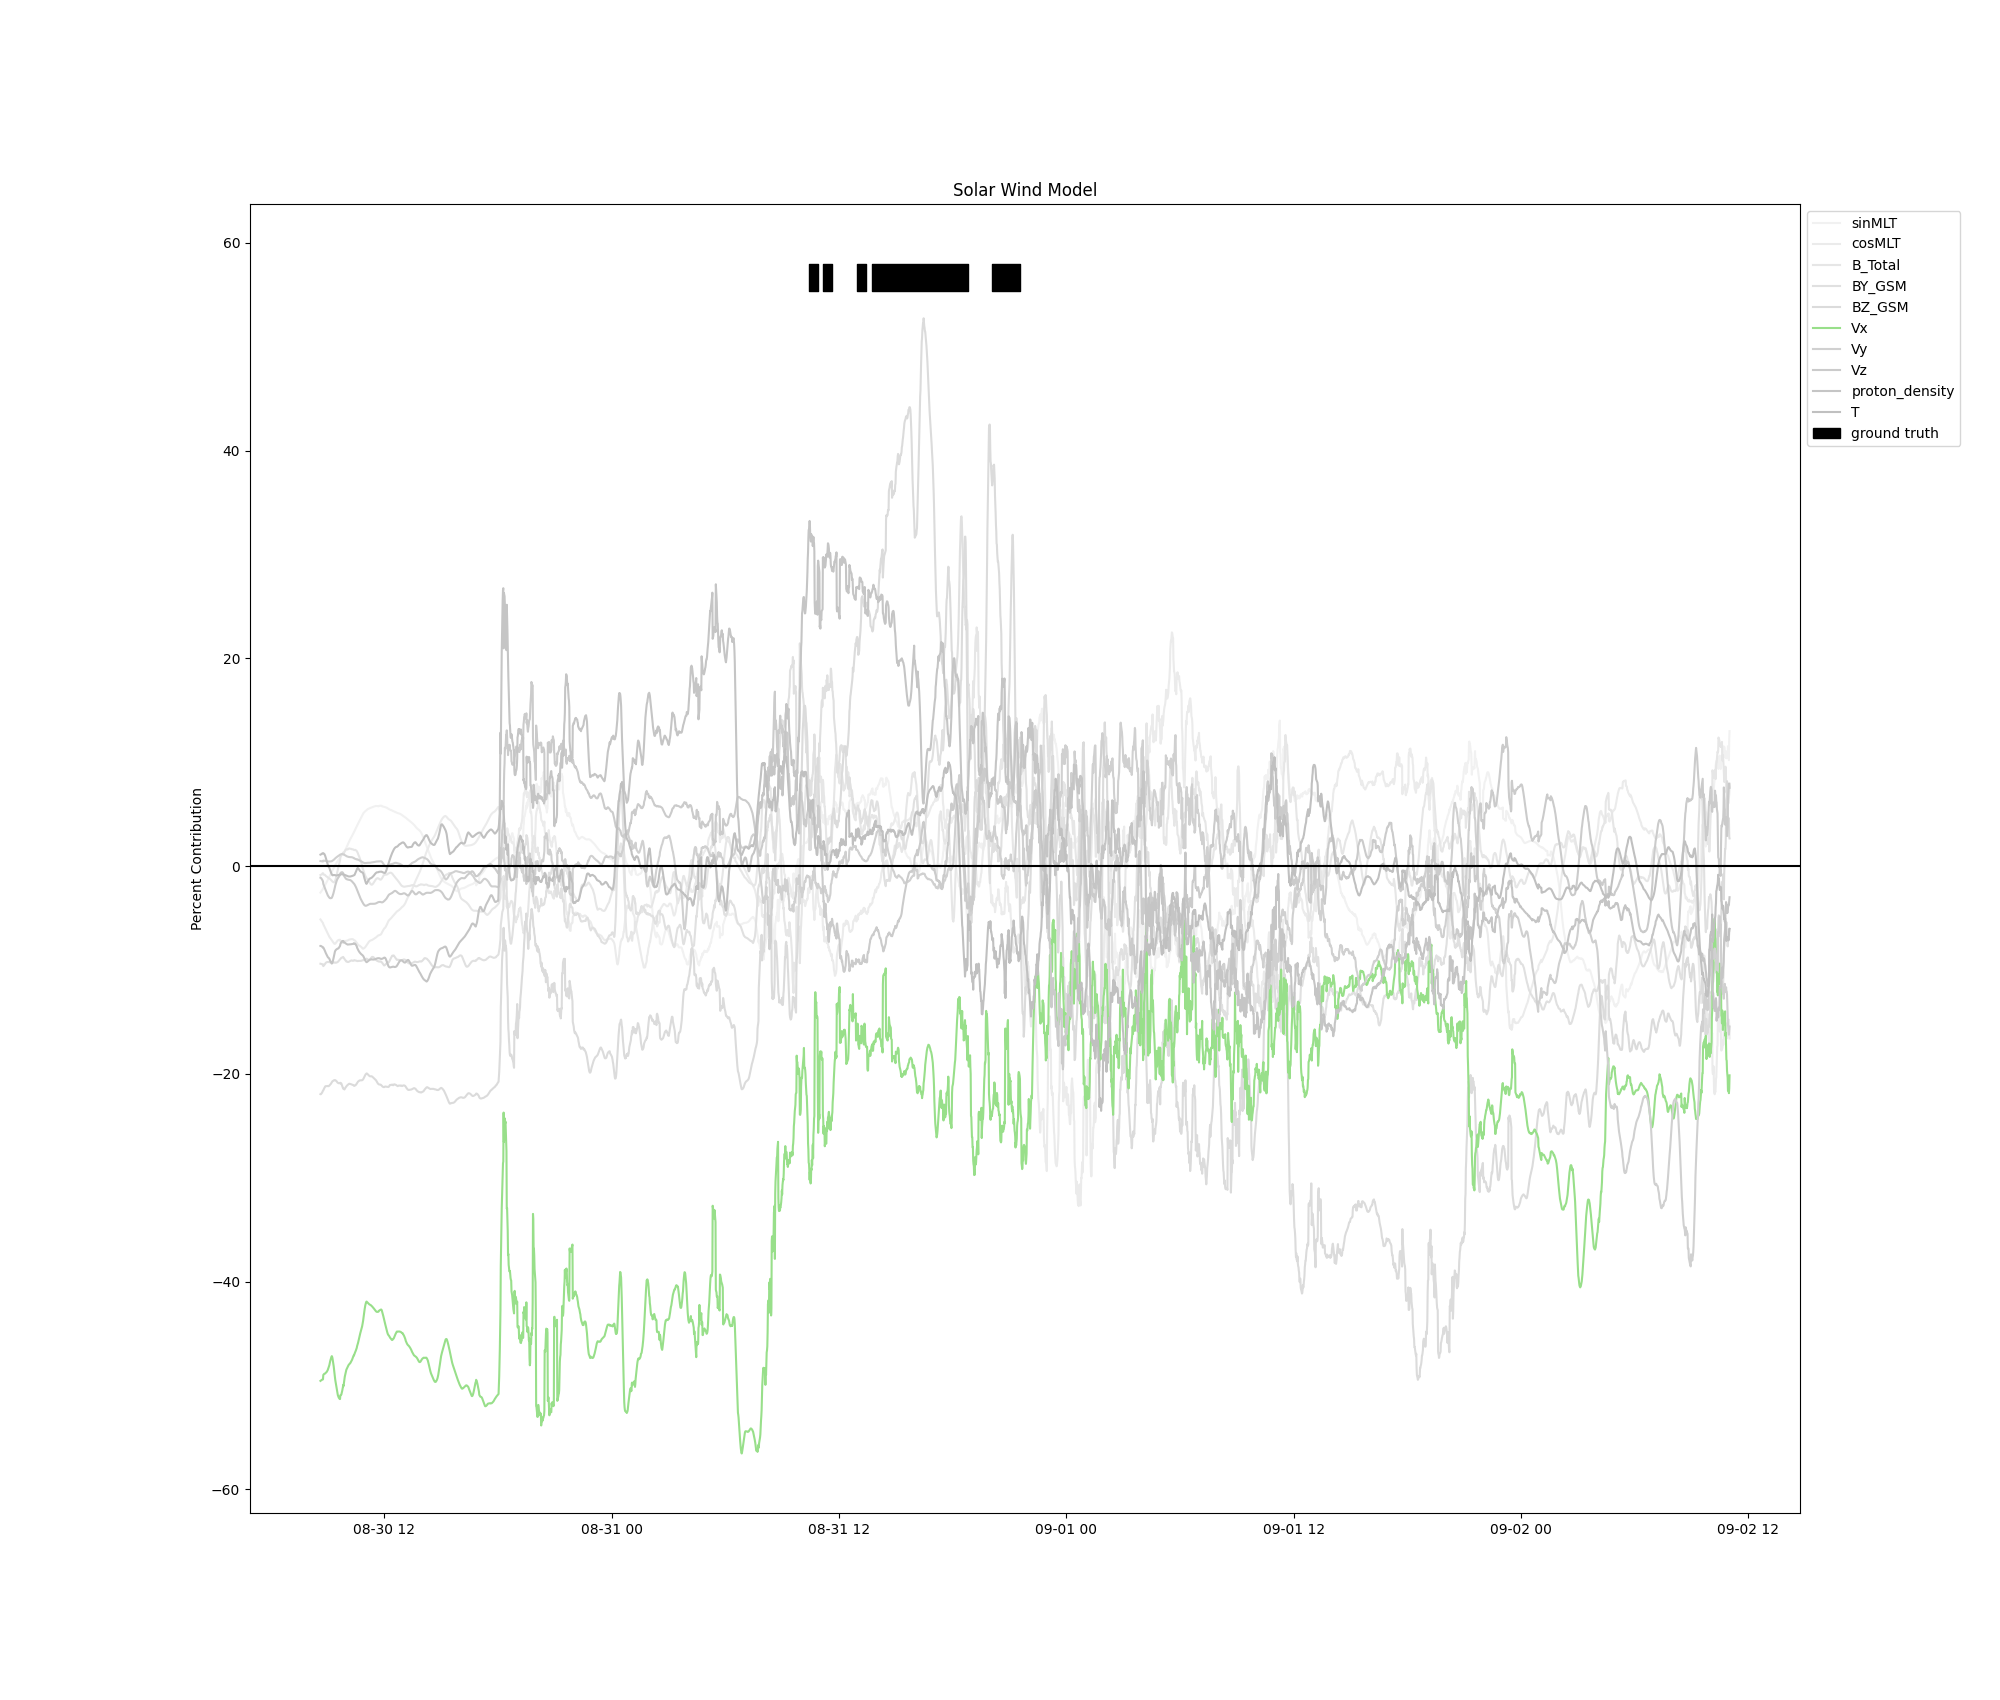 Solar Wind Model
sinMLT
cosMLT
B_Total
BY_GSM
BZ_GSM
Vx
Vy
Vz
proton_density
T
ground truth
60
40
20
0
−20
−40
−60
Percent Contribution
08-30 12
08-31 00
08-31 12
09-01 00
09-01 12
09-02 00
09-02 12